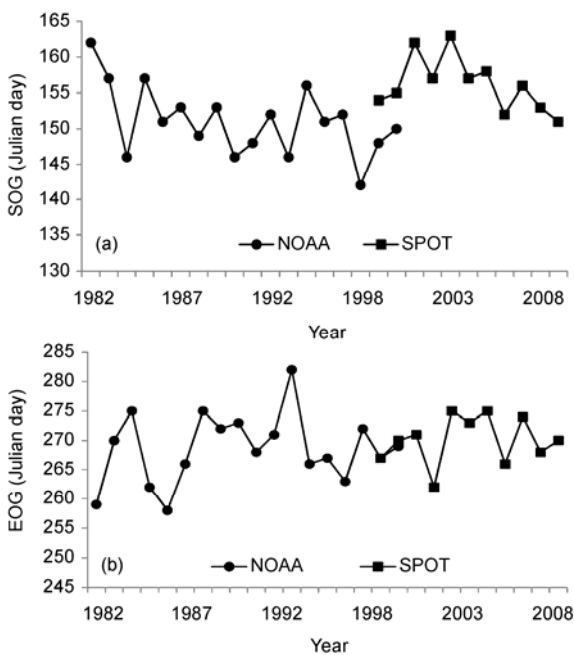 165
160
155
150
145
140
135
130
SOG (Julian day)
(a)
NOAA SPOT
1982 1987 1992 1998 2003 2008
Year
285
280
275
270
265
260
255
250
245
EOG (Julian day)
(b)
NOAA SPOT
1982 1987 1992 1998 2003 2008
Year